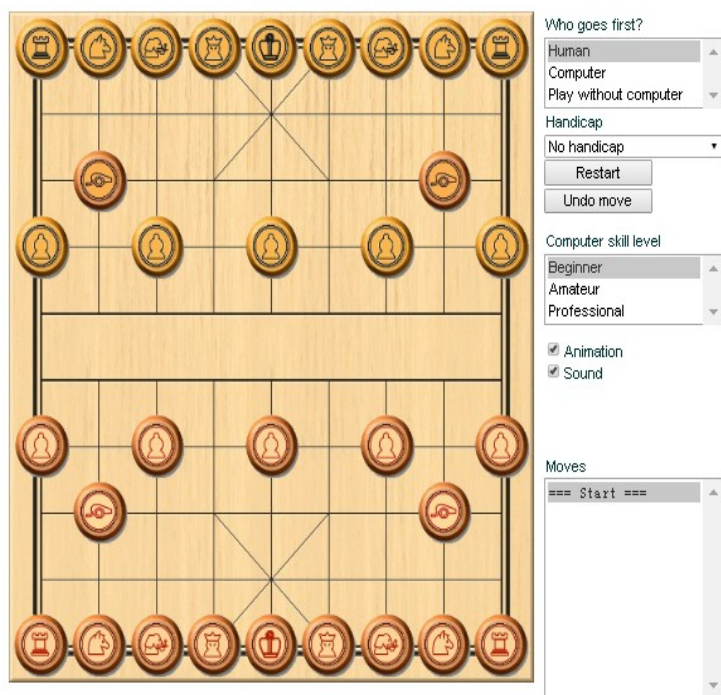 Who goes first?
Human
Computer
Play without computer
Handicap
No handicap
Restart
Undo move
Computer skill level
Beginner
Amateur
Professional
Animation
Sound
Moves
=== Start ===